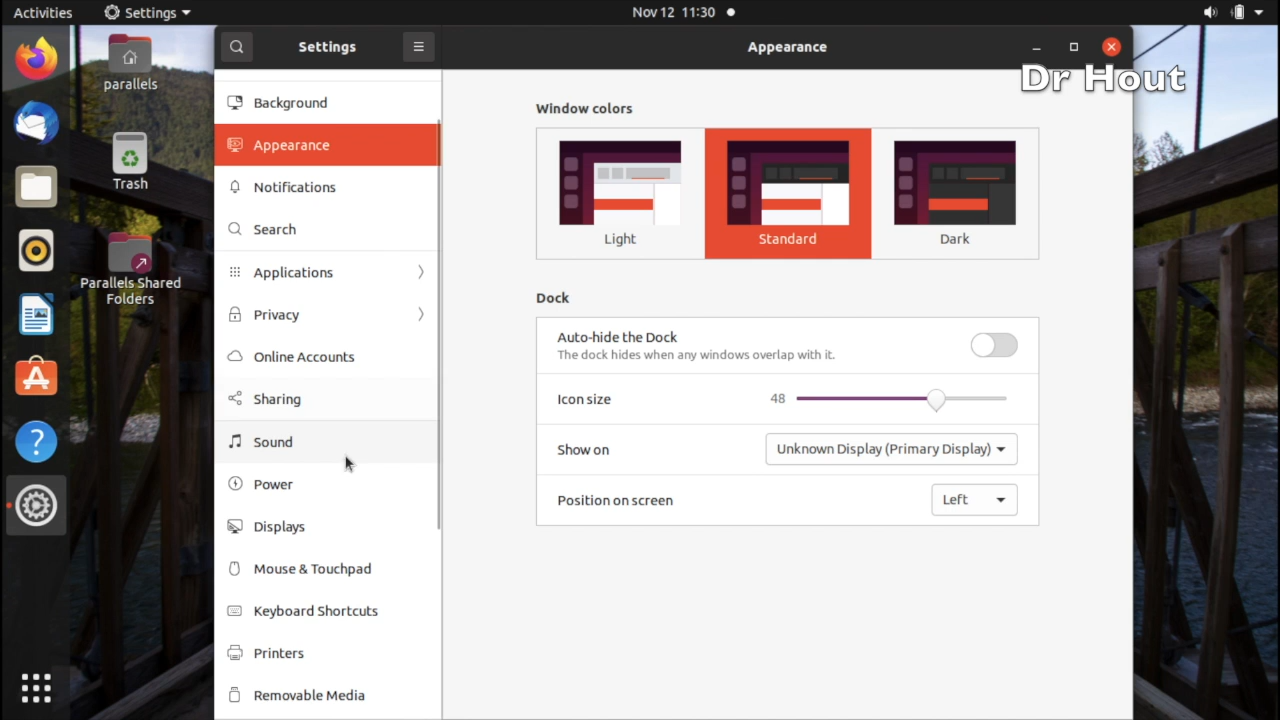 Activities
Settings
Nov 12 11:30
Settings
Appearance
Dr Hout
parallels
Trash
Parallels Shared
Folders
Background
Appearance
Notifications
Search
Applications
Privacy
Online Accounts
Sharing
Sound
Power
Displays
Mouse & Touchpad
Keyboard Shortcuts
Printers
Removable Media
Window colors
Light
Standard
Dark
Dock
Auto-hide the Dock
The dock hides when any windows overlap with it.
Icon size
48
Show on
Unknown Display (Primary Display)
Position on screen
Left